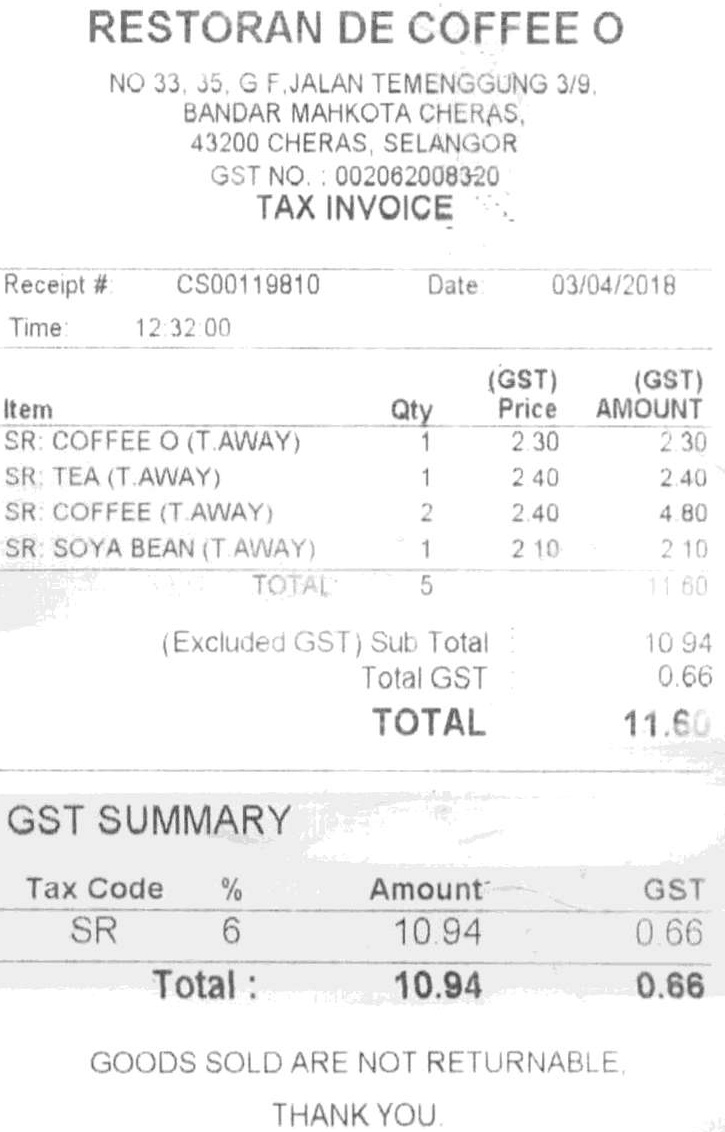 RESTORAN DE COFFEE O
NO 33, 35, G F,JALAN TEMENGGUNG 3/9,
BANDAR MAHKOTA CHERAS,
43200 CHERAS, SELANGOR
GST NO. : 002062008320
TAX INVOICE
Receipt #: CS00119810 Date: 03/04/2018
Time: 12:32:00
(GST) (GST)
Item Qty Price AMOUNT
SR: COFFEE O (T.AWAY) 1 2.30 2.30
SR: TEA (T.AWAY) 1 2.40 2.40
SR: COFFEE (T.AWAY) 2 2.40 4.80
SR: SOYA BEAN (T.AWAY) 1 2.10 2.10
TOTAL: 5 11.60
(Excluded GST) Sub Total : 10.94
Total GST : 0.66
TOTAL 11.60
GST SUMMARY
Tax Code % Amount GST
SR 6 10.94 0.66
Total : 10.94 0.66
GOODS SOLD ARE NOT RETURNABLE,
THANK YOU.